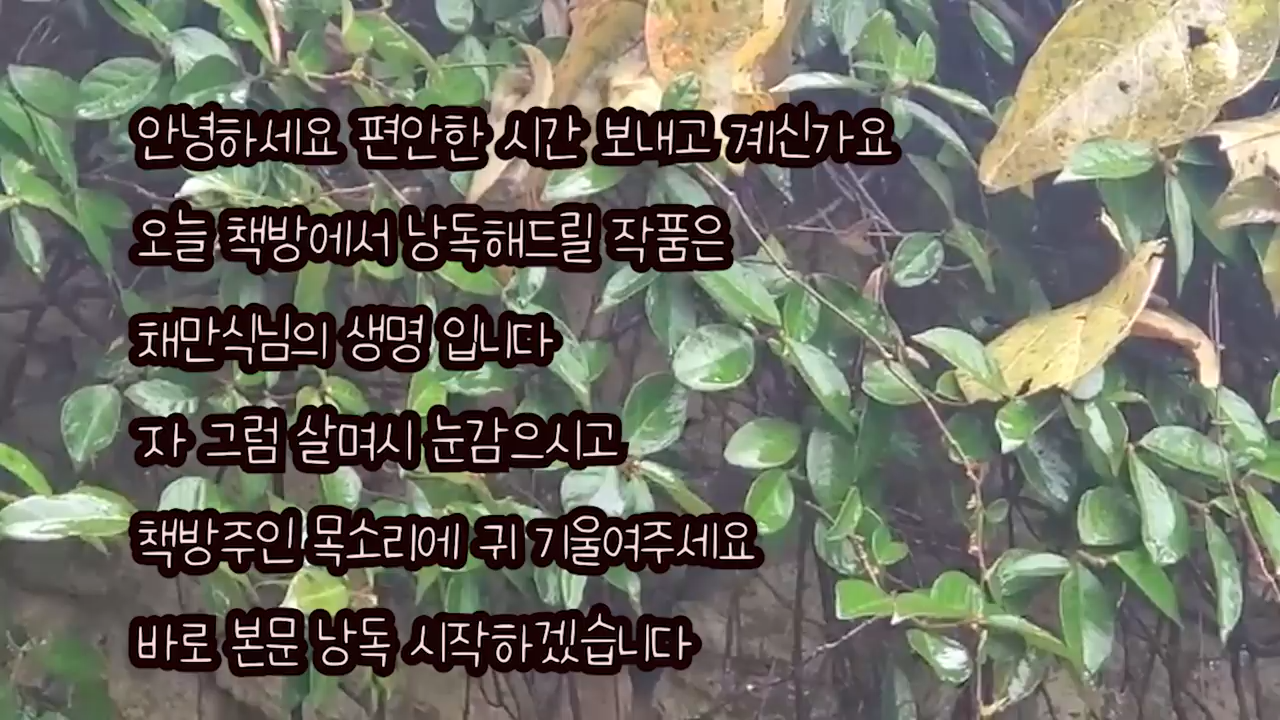 안녕하세요 편안한 시간 보내고 계신가요
오늘 책방에서 낭독해드릴 작품은
채만식님의 생명 입니다
자 그럼 살며시 눈감으시고
책방주인 목소리에 귀 기울여주세요
바로 본문 낭독 시작하겠습니다